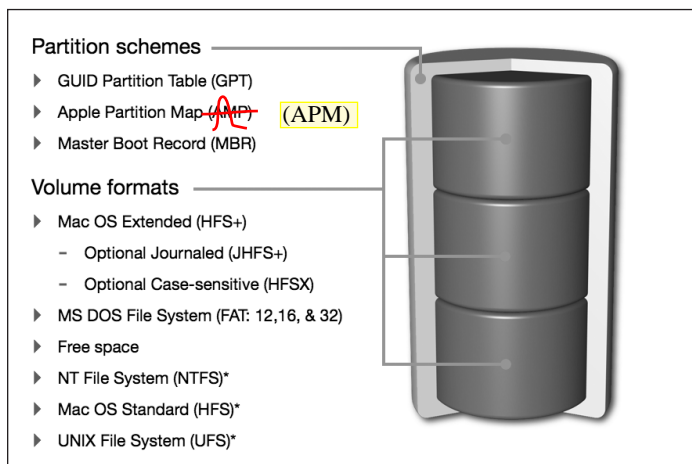 Partition schemes
GUID Partition Table (GPT)
Apple Partition Map (AMP) (APM)
Master Boot Record (MBR)
Volume formats
Mac OS Extended (HFS+)
- Optional Journaled (JHFS+)
- Optional Case-sensitive (HFSX)
MS DOS File System (FAT: 12,16, & 32)
Free space
NT File System (NTFS)*
Mac OS Standard (HFS)*
UNIX File System (UFS)*